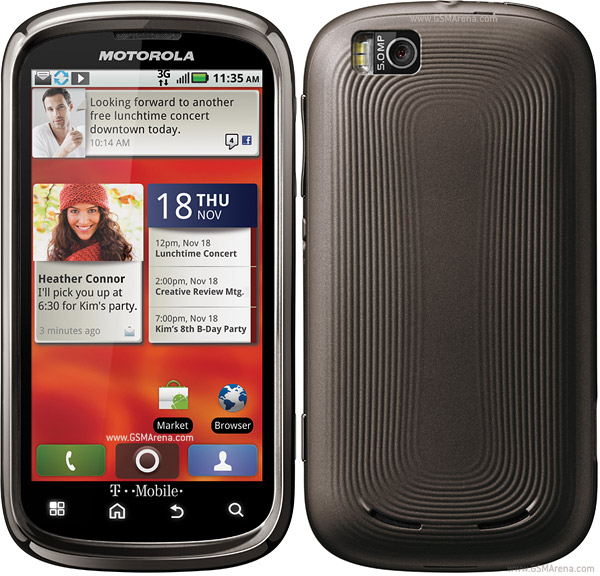 www.GSMArena.com
5.0MP
MOTOROLA
3G 11:35 AM
Looking forward to another
free lunchtime concert
downtown today.
10:14 AM
4
18 THU
NOV
12pm, Nov 18
Lunchtime Concert
2:00pm, Nov 18
Creative Review Mtg.
7:00pm, Nov 18
Kim's 8th B-Day Party
Heather Connor
I'll pick you up at
6:30 for Kim's party.
3 minutes ago
Market
Browser
www.GSMArena.com
T··Mobile·
www.GSMArena.com